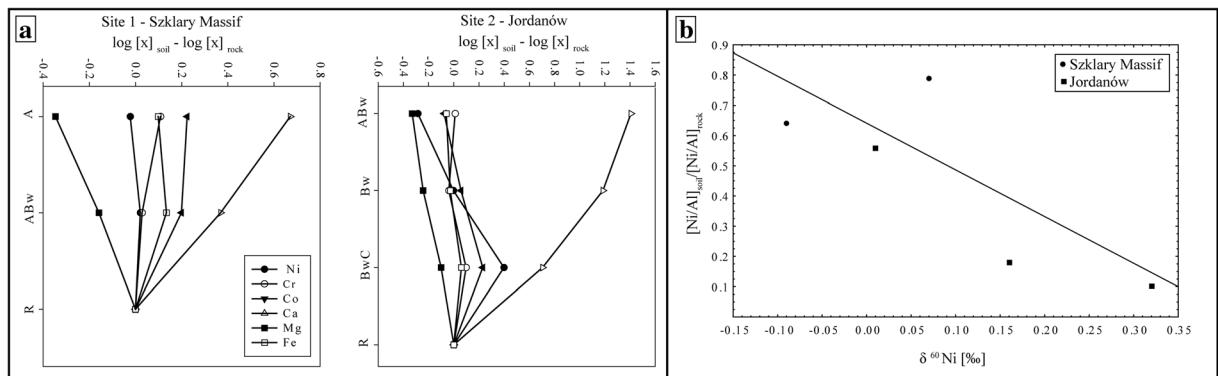 a
Site 1 - Szklary Massif
log [x] soil - log [x] rock
-0.4
-0.2
0.0
0.2
0.4
0.6
0.8
A
ABw
R
Ni
Cr
Co
Ca
Mg
Fe
Site 2 - Jordanów
log [x] soil - log [x] rock
-0.6
-0.4
-0.2
0.0
0.2
0.4
0.6
0.8
1.0
1.2
1.4
1.6
ABw
Bw
BwC
R
b
[Ni/Al]soil/[Ni/Al]rock
0.9
0.8
0.7
0.6
0.5
0.4
0.3
0.2
0.1
Szklary Massif
Jordanów
-0.15 -0.10 -0.05 0.00 0.05 0.10 0.15 0.20 0.25 0.30 0.35
δ 60 Ni [‰]